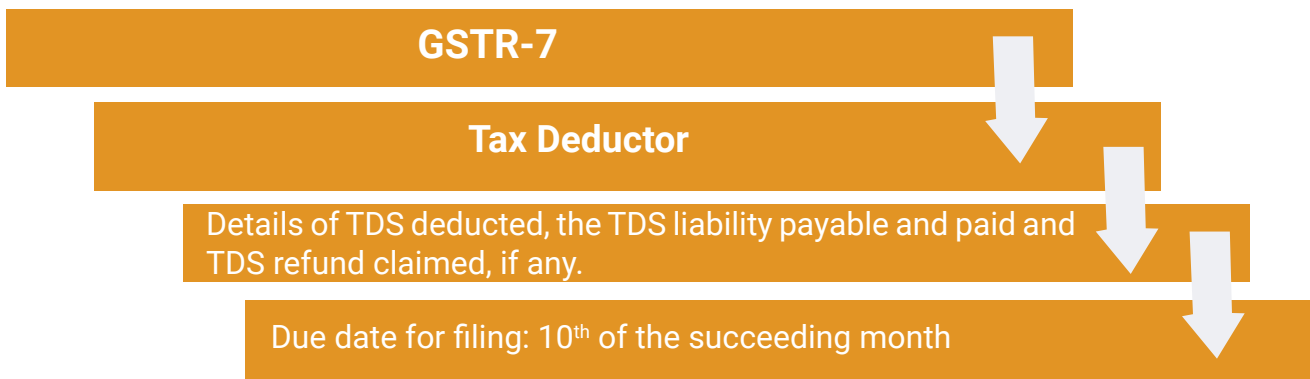 GSTR-7
Tax Deductor
Details of TDS deducted, the TDS liability payable and paid and
TDS refund claimed, if any.
Due date for filing: 10th of the succeeding month